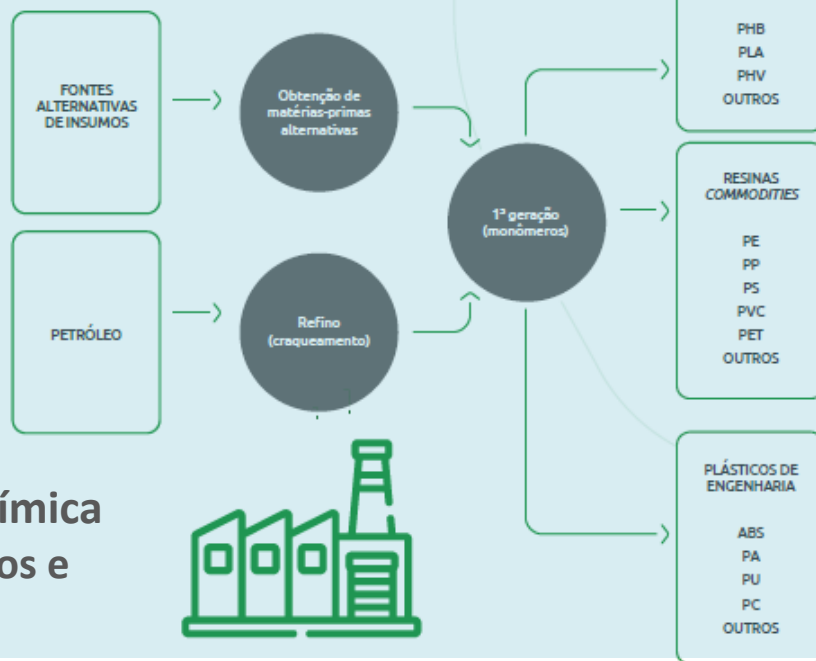 FONTES
ALTERNATIVAS
DE INSUMOS
Obtenção de
matérias-primas
alternativas
PETRÓLEO
Refino
(craqueamento)
1ª geração
(monômeros)
PHB
PLA
PHV
OUTROS
RESINAS
COMMODITIES
PE
PP
PS
PVC
PET
OUTROS
PLÁSTICOS DE
ENGENHARIA
ABS
PA
PU
PC
OUTROS
ímica
os e